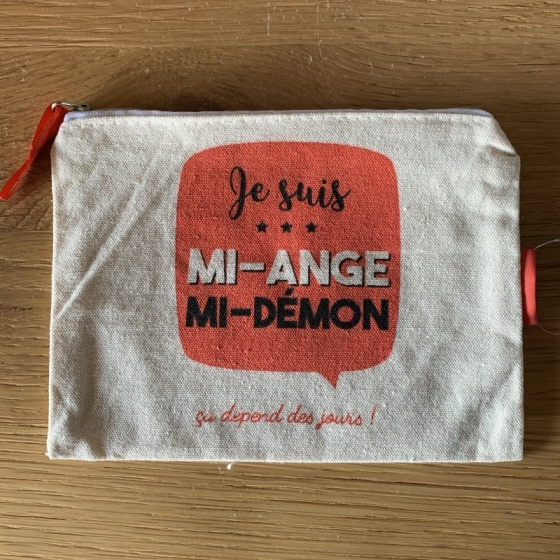 Je suis
MI-ANGE
MI-DÉMON
ça dépend des jours !